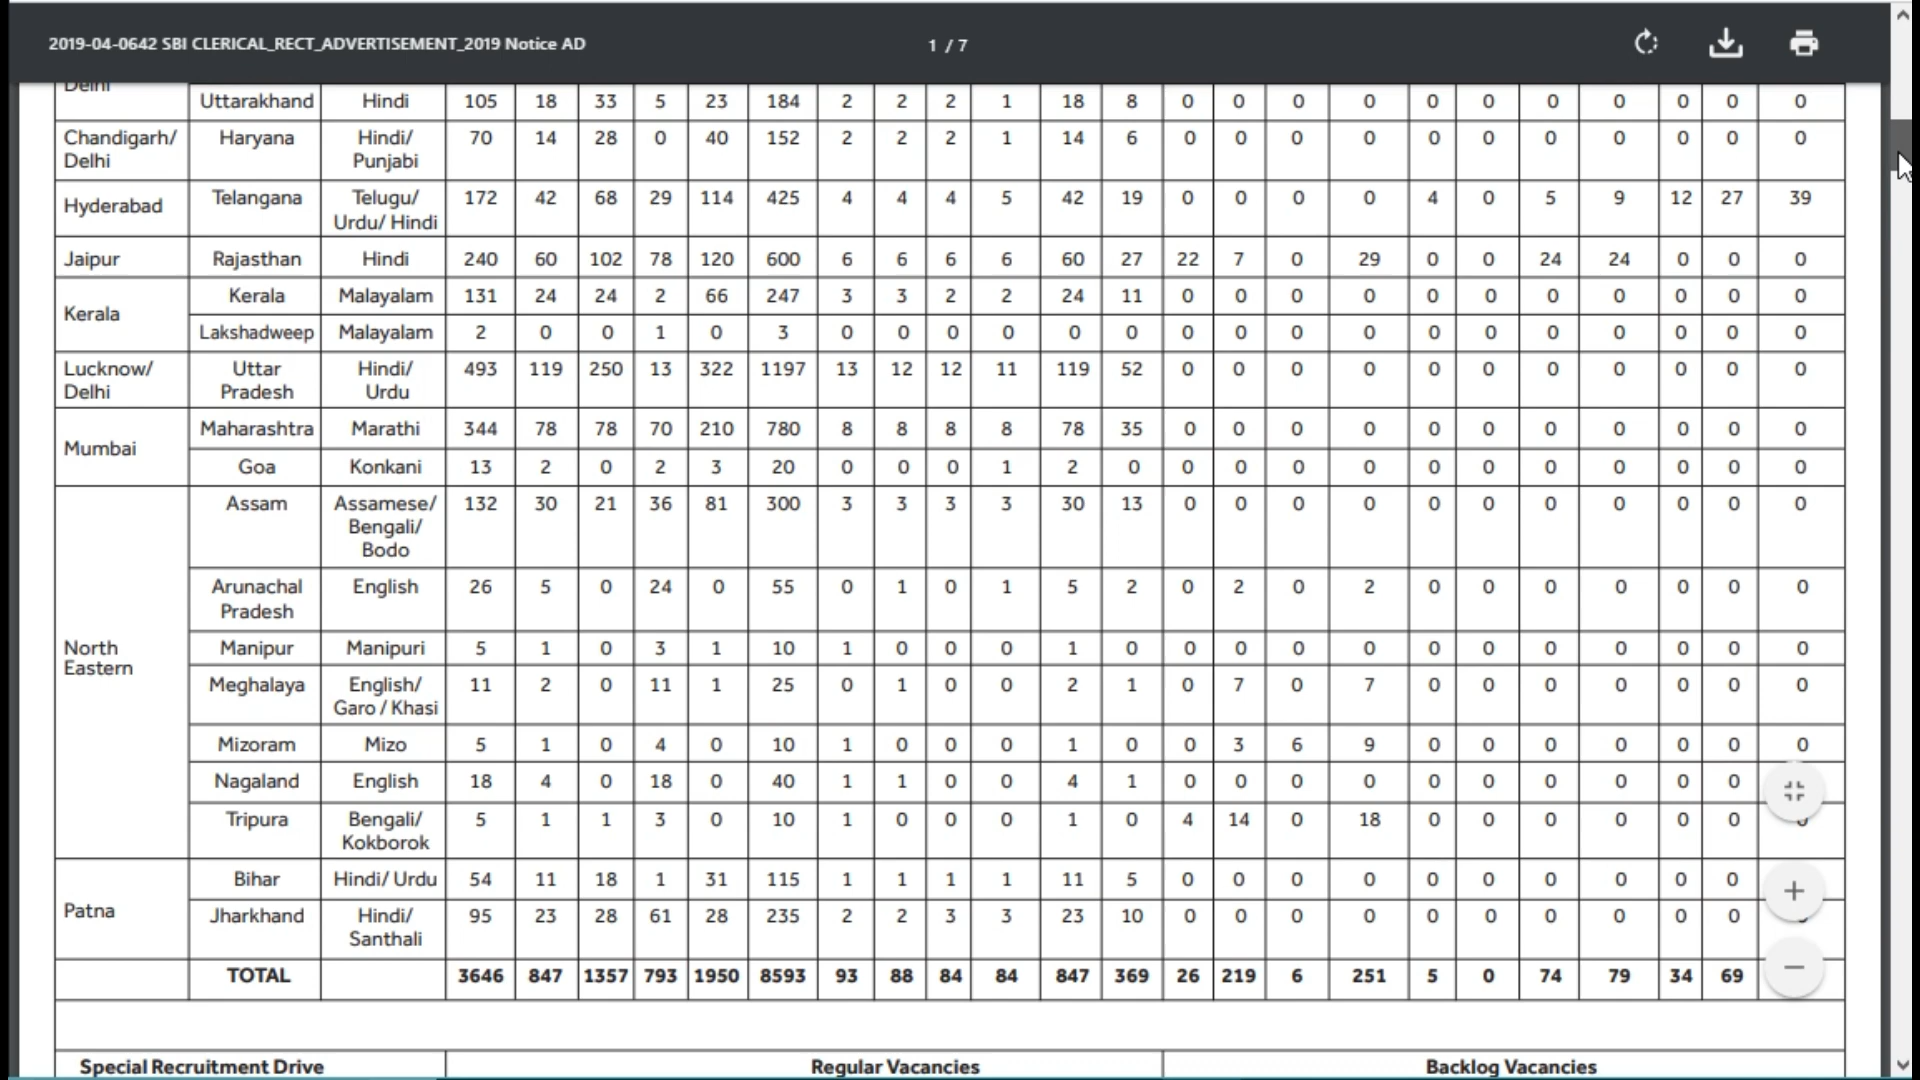 2019-04-0642 SBI CLERICAL_RECT_ADVERTISEMENT_2019 Notice AD 1 / 7
Delhi Uttarakhand Hindi 105 18 33 5 23 184 2 2 2 1 18 8 0 0 0 0 0 0 0 0 0 0 0
Chandigarh/ Haryana Hindi/ 70 14 28 0 40 152 2 2 2 1 14 6 0 0 0 0 0 0 0 0 0 0 0
Delhi Punjabi
Hyderabad Telangana Telugu/ 172 42 68 29 114 425 4 4 4 5 42 19 0 0 0 0 4 0 5 9 12 27 39
Urdu/ Hindi
Jaipur Rajasthan Hindi 240 60 102 78 120 600 6 6 6 6 60 27 22 7 0 29 0 0 24 24 0 0 0
Kerala Kerala Malayalam 131 24 24 2 66 247 3 3 2 2 24 11 0 0 0 0 0 0 0 0 0 0 0
Lakshadweep Malayalam 2 0 0 1 0 3 0 0 0 0 0 0 0 0 0 0 0 0 0 0 0 0 0
Lucknow/ Uttar Hindi/ 493 119 250 13 322 1197 13 12 12 11 119 52 0 0 0 0 0 0 0 0 0 0 0
Delhi Pradesh Urdu
Mumbai Maharashtra Marathi 344 78 78 70 210 780 8 8 8 8 78 35 0 0 0 0 0 0 0 0 0 0 0
Goa Konkani 13 2 0 2 3 20 0 0 0 1 2 0 0 0 0 0 0 0 0 0 0 0 0
North Eastern Assam Assamese/ 132 30 21 36 81 300 3 3 3 3 30 13 0 0 0 0 0 0 0 0 0 0 0
Bengali/
Bodo
Arunachal English 26 5 0 24 0 55 0 1 0 1 5 2 0 2 0 2 0 0 0 0 0 0 0
Pradesh
Manipur Manipuri 5 1 0 3 1 10 1 0 0 0 1 0 0 0 0 0 0 0 0 0 0 0 0
Meghalaya English/ 11 2 0 11 1 25 0 1 0 0 2 1 0 7 0 7 0 0 0 0 0 0 0
Garo / Khasi
Mizoram Mizo 5 1 0 4 0 10 1 0 0 0 1 0 0 3 6 9 0 0 0 0 0 0 0
Nagaland English 18 4 0 18 0 40 1 1 0 0 4 1 0 0 0 0 0 0 0 0 0 0
Tripura Bengali/ 5 1 1 3 0 10 1 0 0 0 1 0 4 14 0 18 0 0 0 0 0 0
Kokborok
Patna Bihar Hindi/ Urdu 54 11 18 1 31 115 1 1 1 1 11 5 0 0 0 0 0 0 0 0 0 0
Jharkhand Hindi/ 95 23 28 61 28 235 2 2 3 3 23 10 0 0 0 0 0 0 0 0 0 0
Santhali
TOTAL 3646 847 1357 793 1950 8593 93 88 84 84 847 369 26 219 6 251 5 0 74 79 34 69
Special Recruitment Drive Regular Vacancies Backlog Vacancies